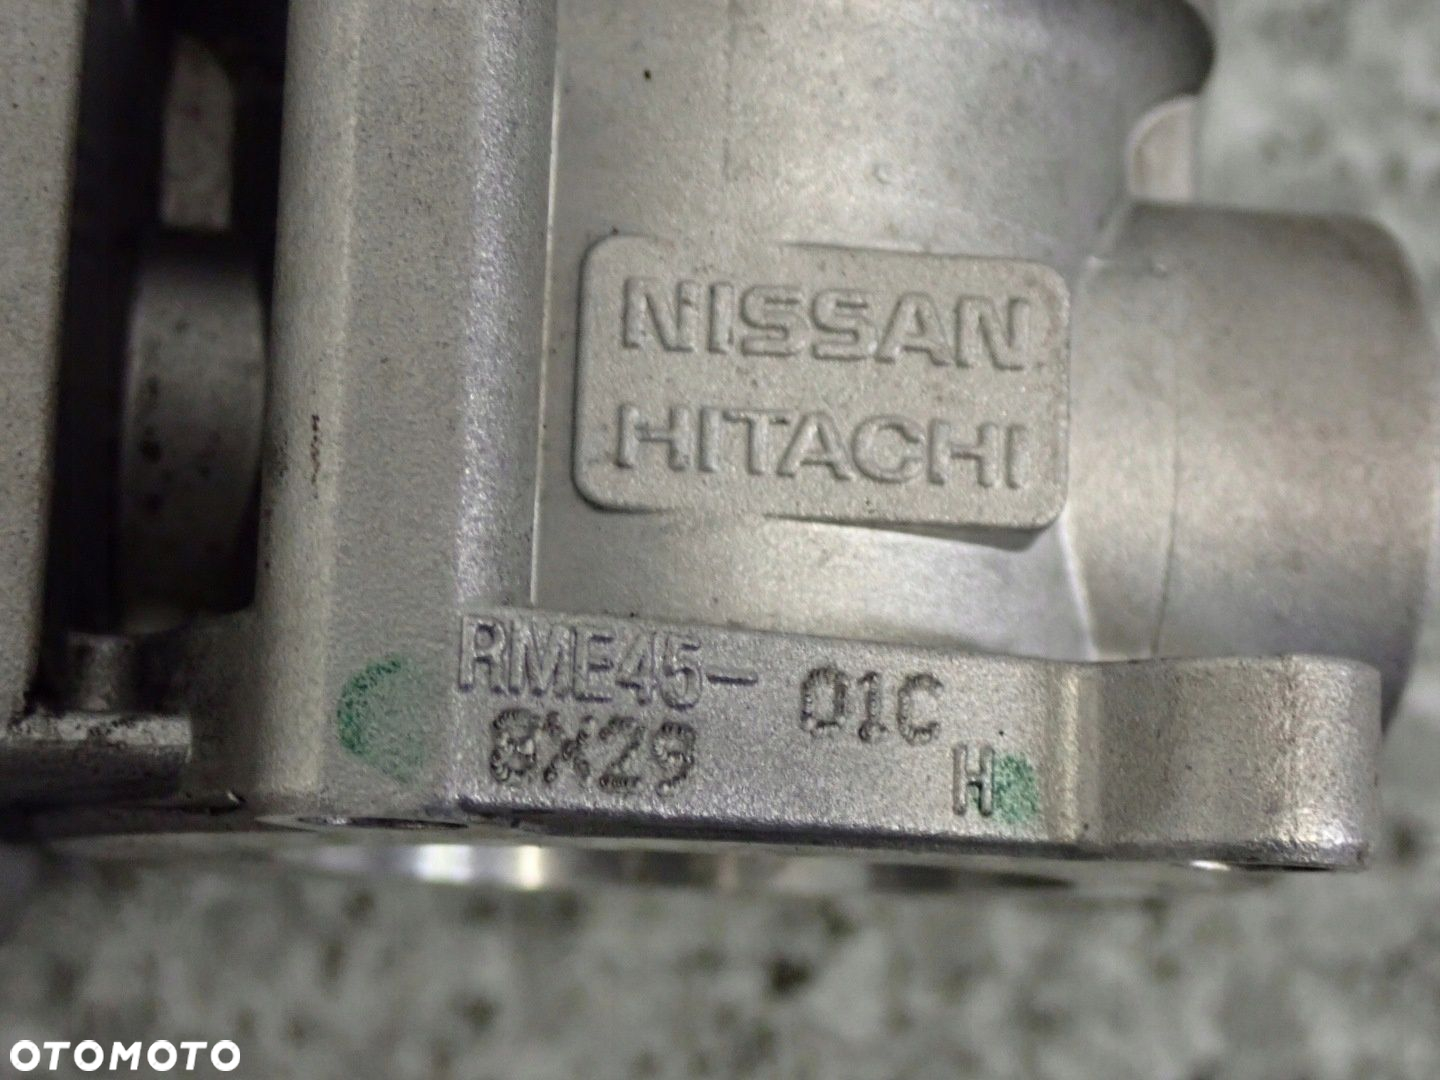 NISSAN
HITACHI
RME45-01C
8X29
H
OTOMOTO